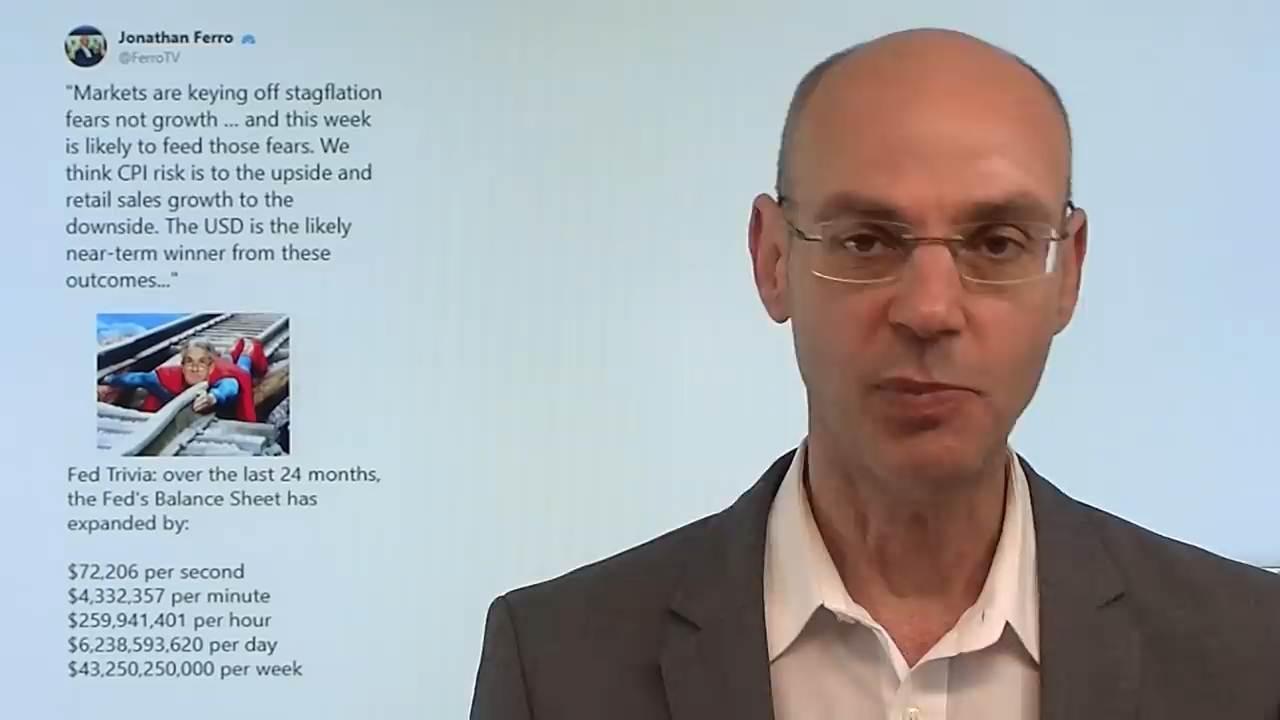 Jonathan Ferro
@FerroTV
"Markets are keying off stagflation
fears not growth ... and this week
is likely to feed those fears. We
think CPI risk is to the upside and
retail sales growth to the
downside. The USD is the likely
near-term winner from these
outcomes..."
Fed Trivia: over the last 24 months,
the Fed's Balance Sheet has
expanded by:
$72,206 per second
$4,332,357 per minute
$259,941,401 per hour
$6,238,593,620 per day
$43,250,250,000 per week